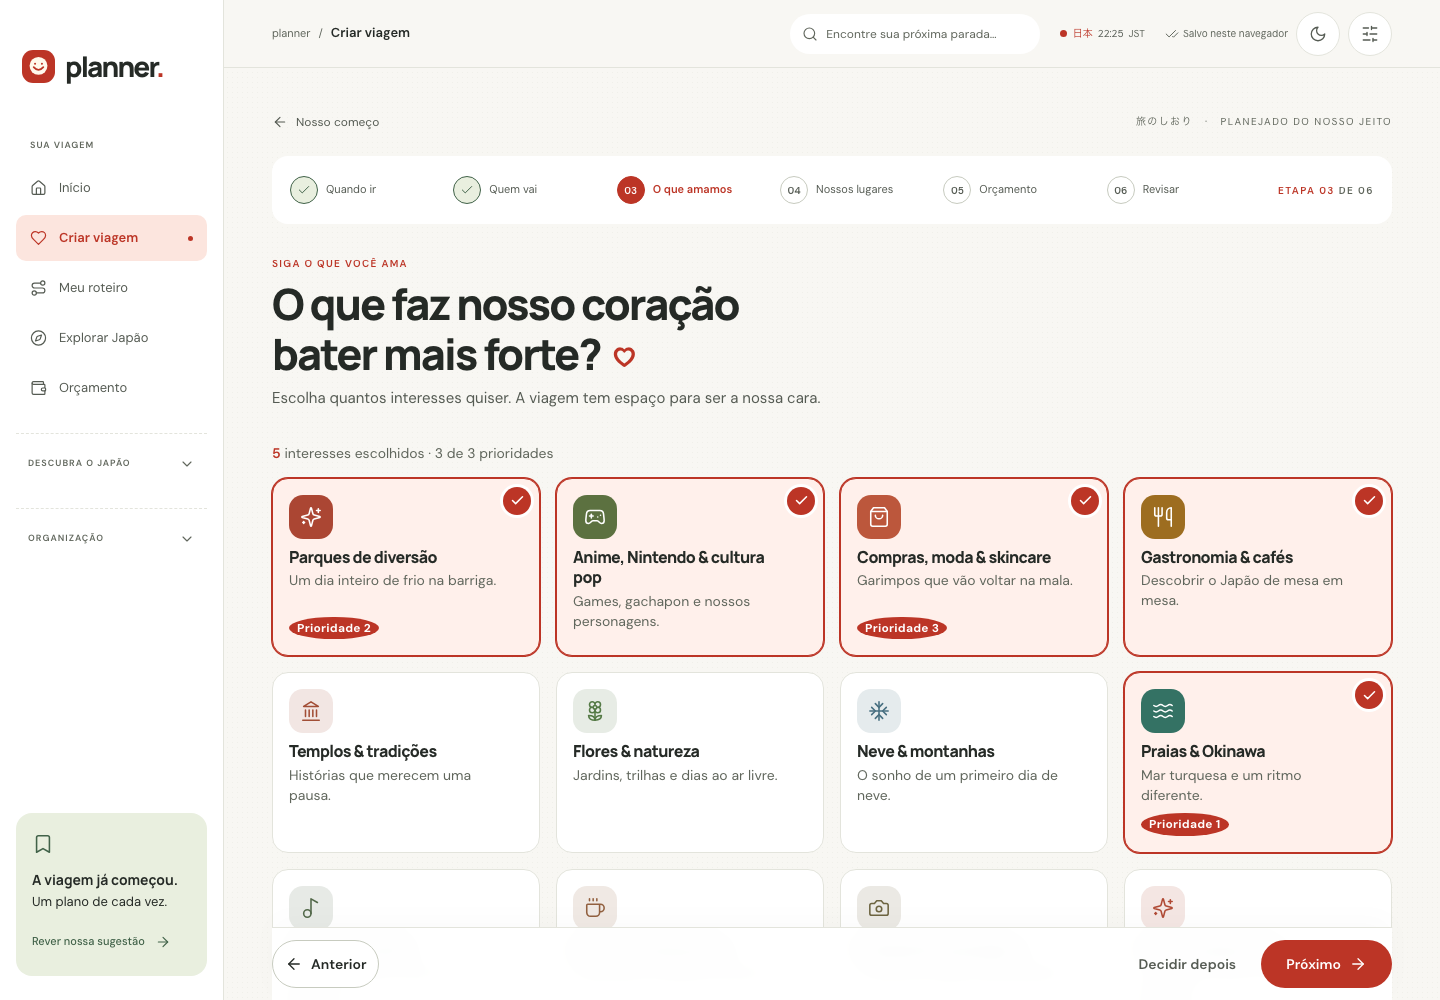 planner.
SUA VIAGEM
Início
Criar viagem
Meu roteiro
Explorar Japão
Orçamento
DESCUBRA O JAPÃO
ORGANIZAÇÃO
A viagem já começou.
Um plano de cada vez.
Rever nossa sugestão
planner / Criar viagem
Encontre sua próxima parada...
日本 22:25 JST
Salvo neste navegador
Nosso começo
旅のしおり · PLANEJADO DO NOSSO JEITO
Quando ir
Quem vai
03 O que amamos
04 Nossos lugares
05 Orçamento
06 Revisar
ETAPA 03 DE 06
SIGA O QUE VOCÊ AMA
O que faz nosso coração
bater mais forte?
Escolha quantos interesses quiser. A viagem tem espaço para ser a nossa cara.
5 interesses escolhidos · 3 de 3 prioridades
Parques de diversão
Um dia inteiro de frio na barriga.
Prioridade 2
Anime, Nintendo & cultura
pop
Games, gachapon e nossos
personagens.
Compras, moda & skincare
Garimpos que vão voltar na mala.
Prioridade 3
Gastronomia & cafés
Descobrir o Japão de mesa em
mesa.
Templos & tradições
Histórias que merecem uma
pausa.
Flores & natureza
Jardins, trilhas e dias ao ar livre.
Neve & montanhas
O sonho de um primeiro dia de
neve.
Praias & Okinawa
Mar turquesa e um ritmo
diferente.
Prioridade 1
Anterior
Decidir depois
Próximo